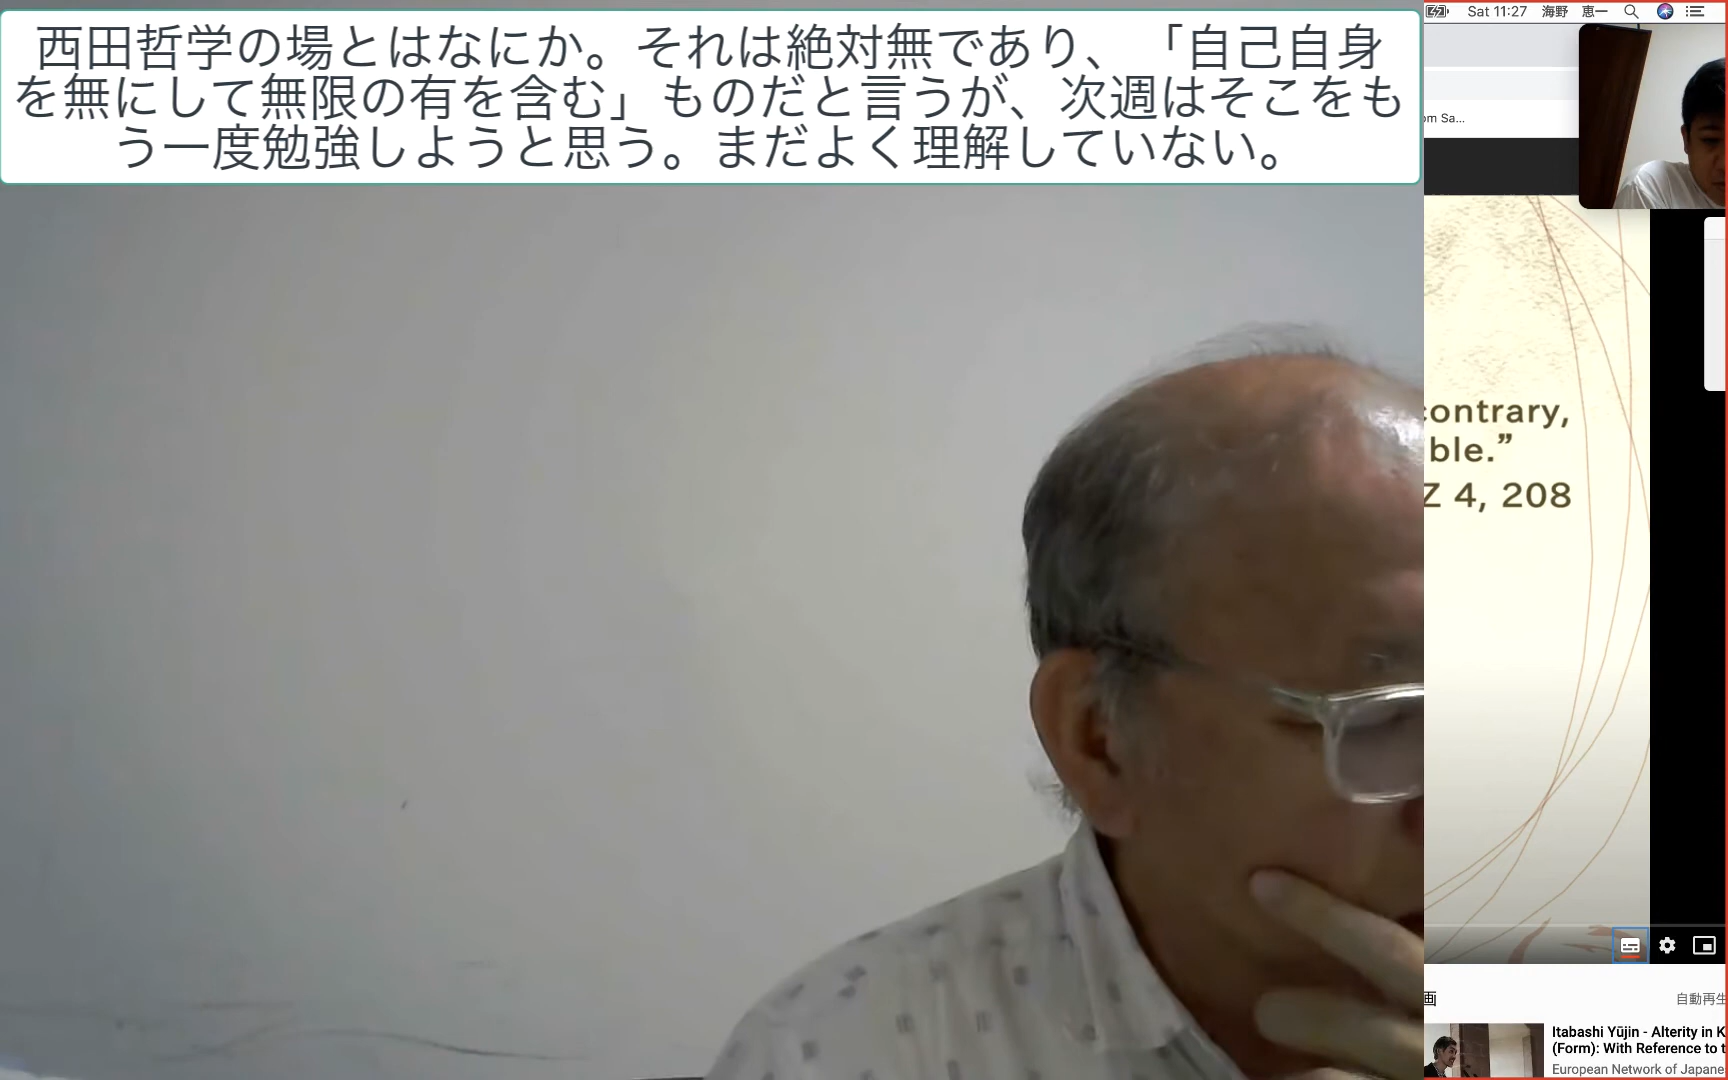 西田哲学の場とはなにか。それは絶対無であり、「自己自身
を無にして無限の有を含む」ものだと言うが、次週はそこをも
う一度勉強しようと思う。まだよく理解していない。
Sat 11:27 海野 恵一
om Sa...
contrary,
ble.”
Z 4, 208
画
自動再生
Itabashi Yūjin - Alterity in K
(Form): With Reference to t
European Network of Japane